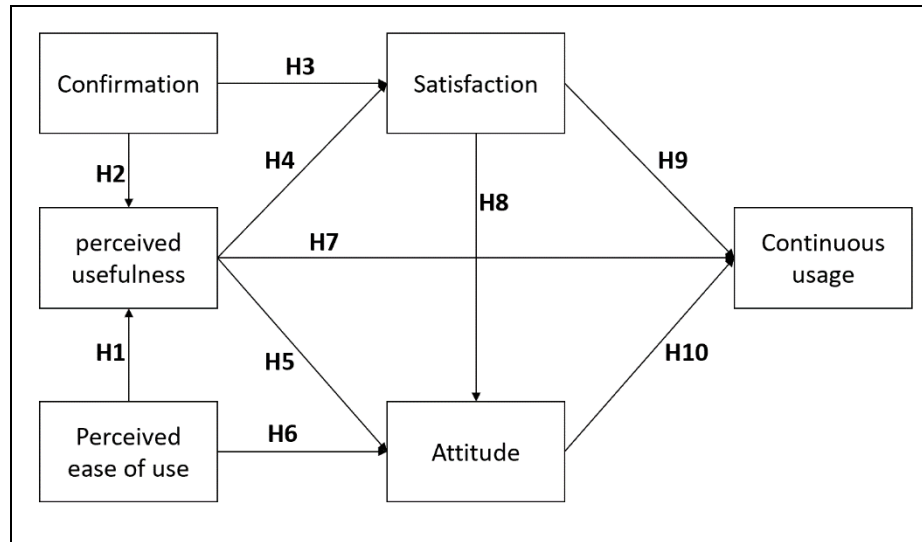 Confirmation
H3
Satisfaction
H2
H4
H9
H8
perceived
usefulness
H7
Continuous
usage
H1
H5
H10
Perceived
ease of use
H6
Attitude